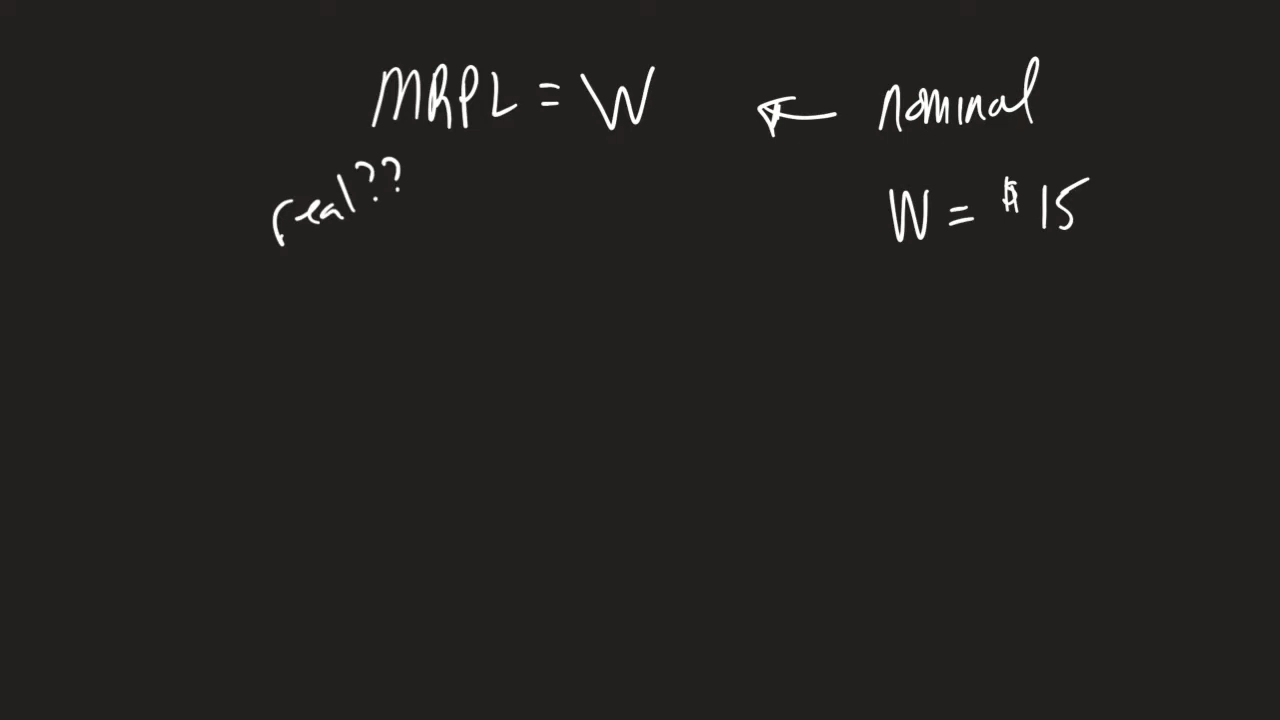 MRPL = W ← nominal
real??
W = $15